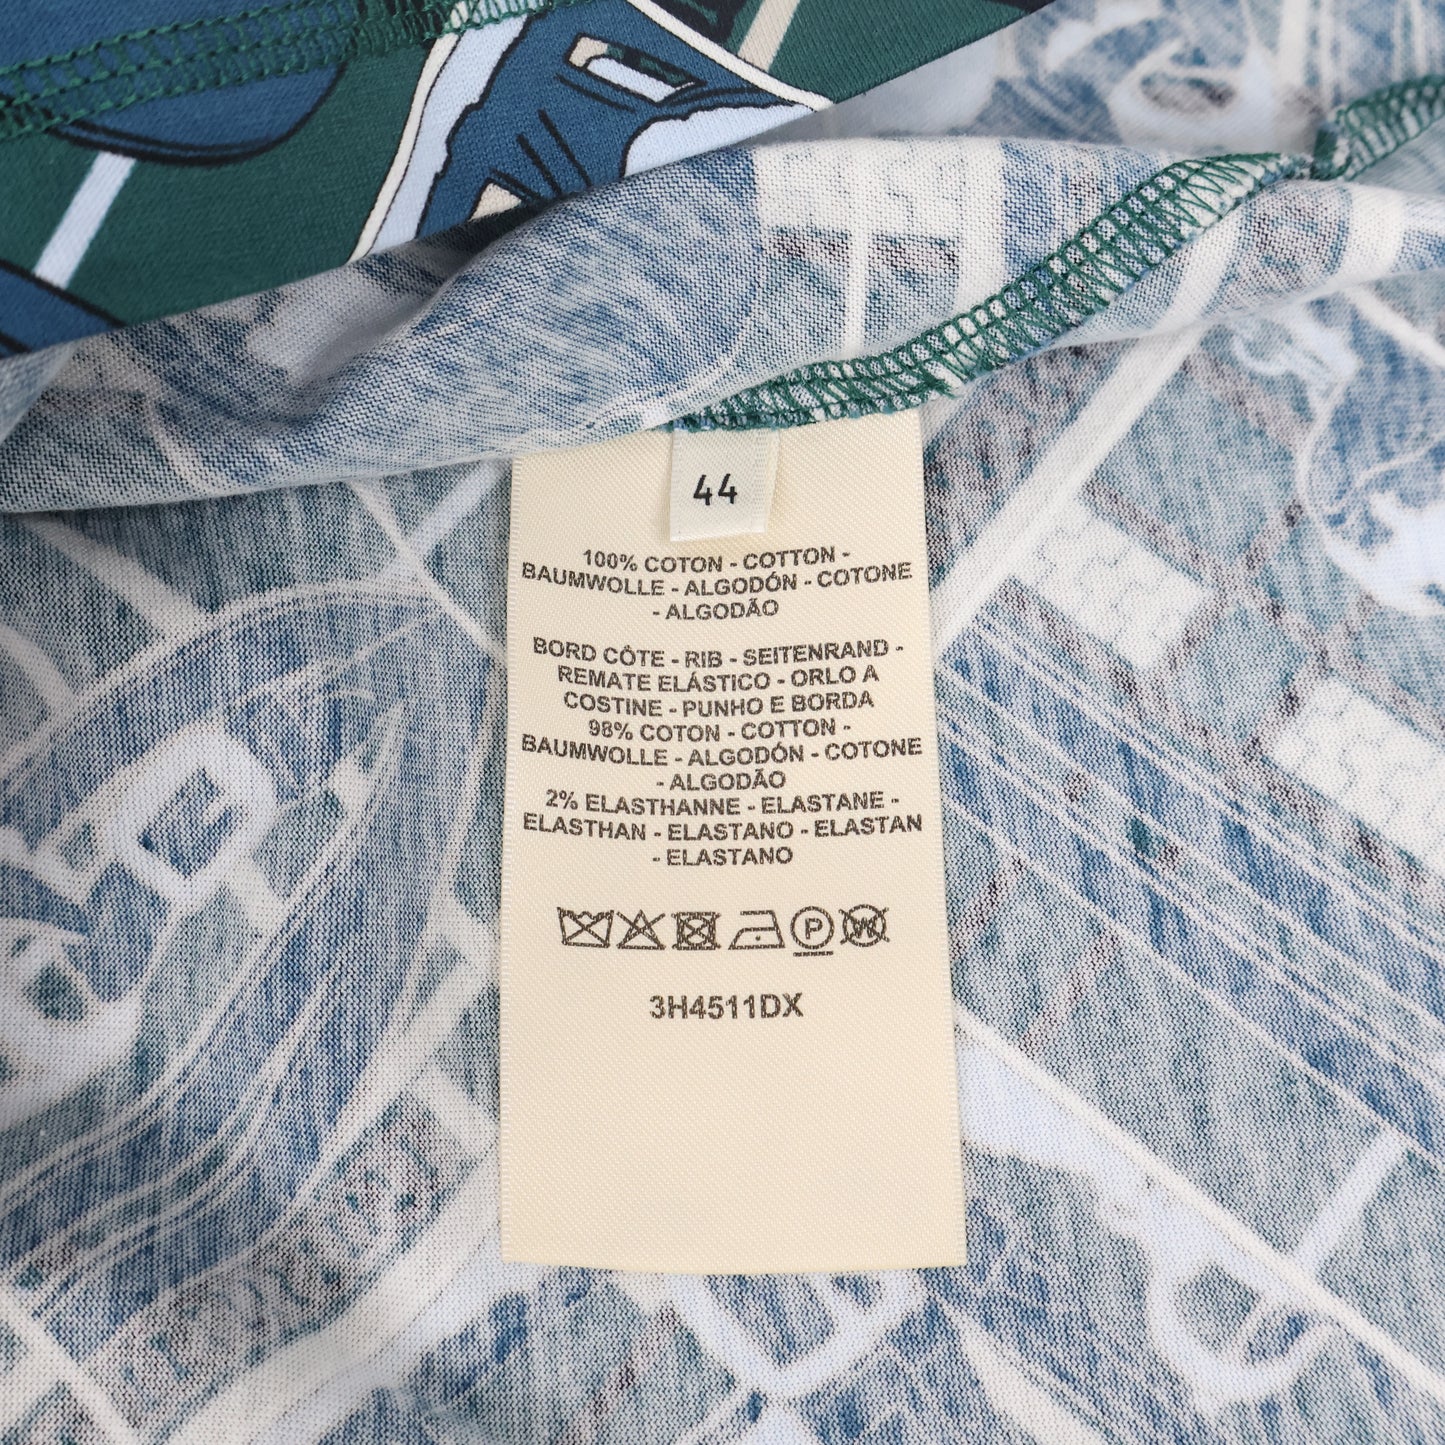 44
100% COTON - COTTON -
BAUMWOLLE - ALGODÓN - COTONE
- ALGODÃO
BORD CÔTE - RIB - SEITENRAND -
REMATE ELÁSTICO - ORLO A
COSTINE - PUNHO E BORDA
98% COTON - COTTON -
BAUMWOLLE - ALGODÓN - COTONE
- ALGODÃO
2% ELASTHANNE - ELASTANE -
ELASTHAN - ELASTANO - ELASTAN
- ELASTANO
P W
3H4511DX